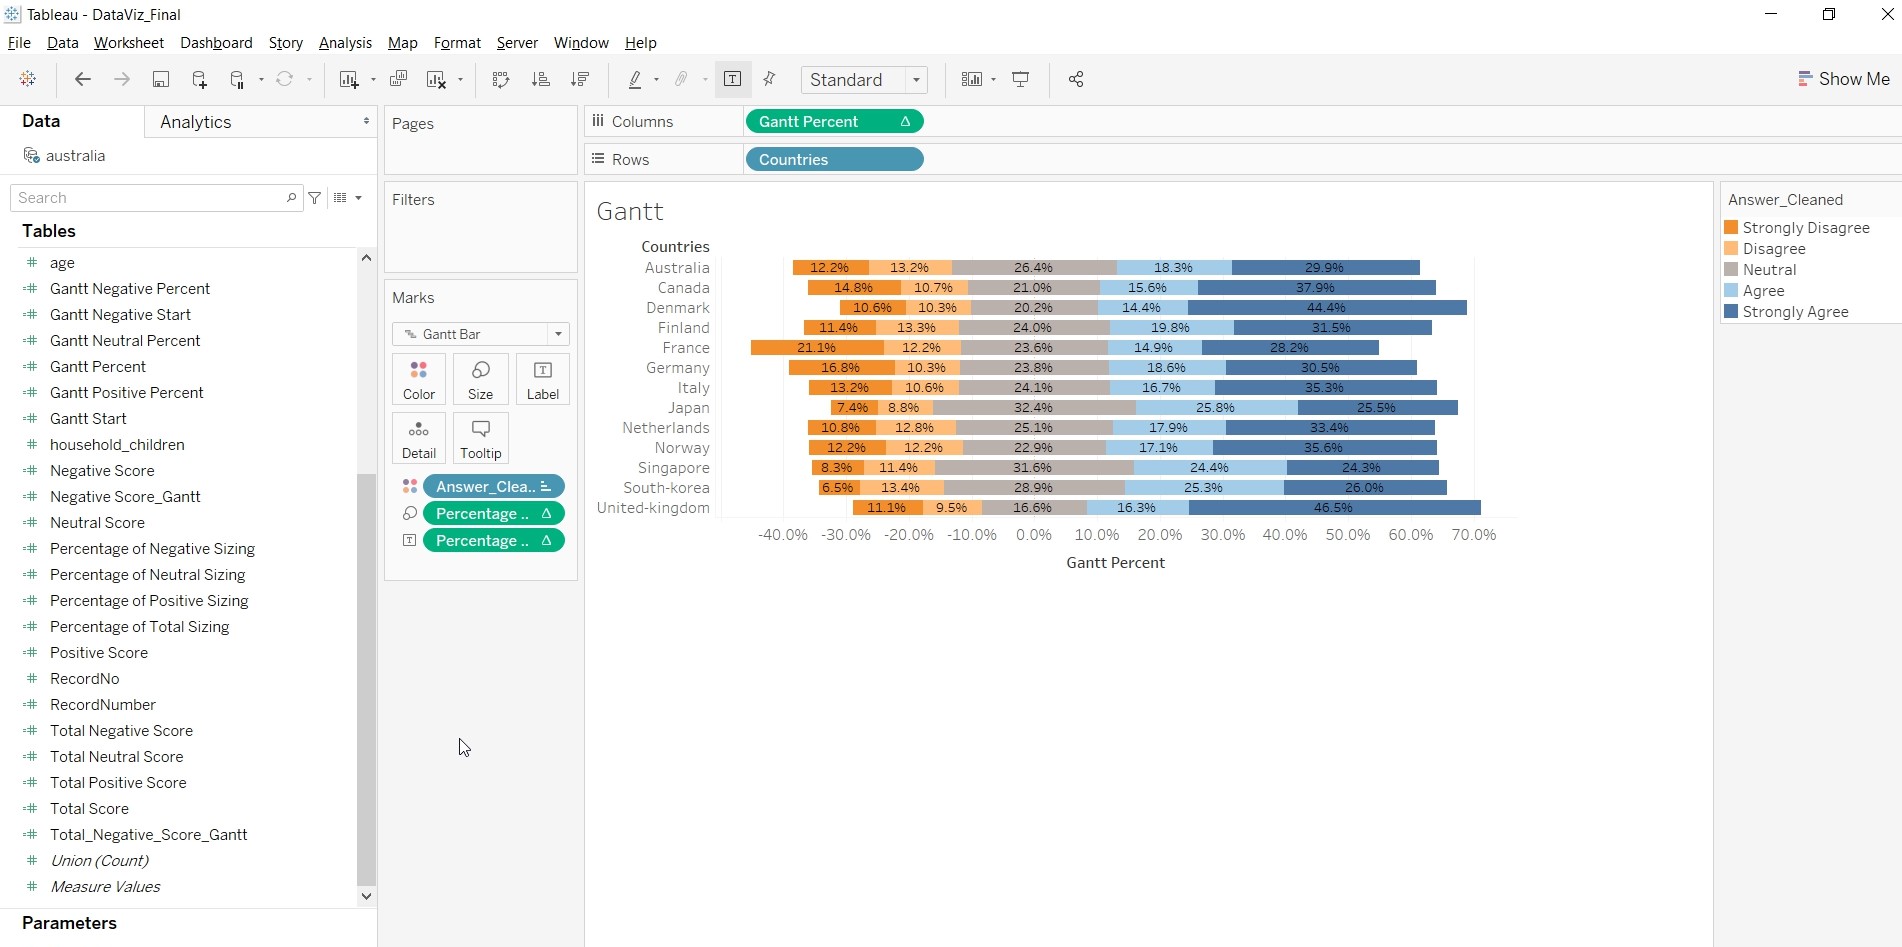 Tableau - DataViz_Final
File Data Worksheet Dashboard Story Analysis Map Format Server Window Help
Standard
Show Me
Data
Analytics
australia
Search
Tables
age
Gantt Negative Percent
Gantt Negative Start
Gantt Neutral Percent
Gantt Percent
Gantt Positive Percent
Gantt Start
household_children
Negative Score
Negative Score_Gantt
Neutral Score
Percentage of Negative Sizing
Percentage of Neutral Sizing
Percentage of Positive Sizing
Percentage of Total Sizing
Positive Score
RecordNo
RecordNumber
Total Negative Score
Total Neutral Score
Total Positive Score
Total Score
Total_Negative_Score_Gantt
Union (Count)
Measure Values
Parameters
Pages
Filters
Marks
Gantt Bar
Color Size Label
Detail Tooltip
Answer_Clea..
Percentage ..
Percentage ..
Columns
Gantt Percent
Rows
Countries
Gantt
Countries
Australia 12.2% 13.2% 26.4% 18.3% 29.9%
Canada 14.8% 10.7% 21.0% 15.6% 37.9%
Denmark 10.6% 10.3% 20.2% 14.4% 44.4%
Finland 11.4% 13.3% 24.0% 19.8% 31.5%
France 21.1% 12.2% 23.6% 14.9% 28.2%
Germany 16.8% 10.3% 23.8% 18.6% 30.5%
Italy 13.2% 10.6% 24.1% 16.7% 35.3%
Japan 7.4% 8.8% 32.4% 25.8% 25.5%
Netherlands 10.8% 12.8% 25.1% 17.9% 33.4%
Norway 12.2% 12.2% 22.9% 17.1% 35.6%
Singapore 8.3% 11.4% 31.6% 24.4% 24.3%
South-korea 6.5% 13.4% 28.9% 25.3% 26.0%
United-kingdom 11.1% 9.5% 16.6% 16.3% 46.5%
-40.0% -30.0% -20.0% -10.0% 0.0% 10.0% 20.0% 30.0% 40.0% 50.0% 60.0% 70.0%
Gantt Percent
Answer_Cleaned
Strongly Disagree
Disagree
Neutral
Agree
Strongly Agree